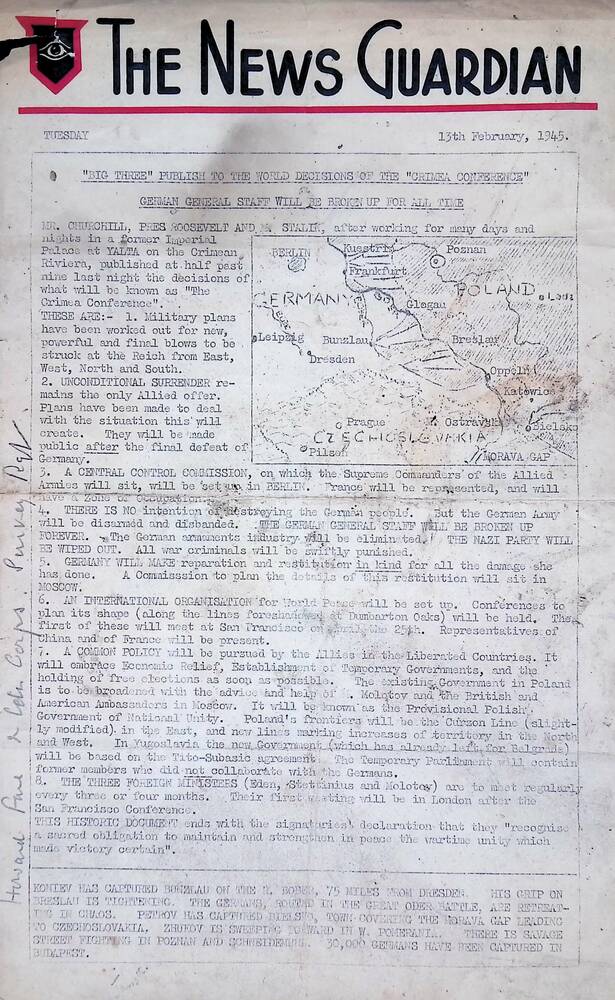 THE NEWS GUARDIAN
TUESDAY 13th February, 1945.
"BIG THREE" PUBLISH TO THE WORLD DECISIONS OF THE "CRIMEA CONFERENCE"
GERMAN GENERAL STAFF WILL BE BROKEN UP FOR ALL TIME
MR. CHURCHILL, PRES ROOSEVELT AND STALIN, after working for many days and
nights in a former Imperial
Palace at YALTA on the Crimean
Riviera, published at half past
nine last night the decisions of
what will be known as "The
Crimea Conference".
THESE ARE:- 1. Military plans
have been worked out for new,
powerful and final blows to be
struck at the Reich from East,
West, North and South.
2. UNCONDITIONAL SURRENDER re-
mains the only Allied offer.
Plans have been made to deal
with the situation this will
create. They will be made
public after the final defeat of
Germany.
BERLIN
Kuestrin
Poznan
Frankfurt
GERMANY
POLAND
Glogau
Leipzig
Bunzlau
Breslau
Dresden
Oppeln
Katowice
Prague
Ostrava
Bielsko
CZECHOSLOVAKIA
Pilsen
MORAVA GAP
3. A CENTRAL CONTROL COMMISSION, on which the Supreme Commanders of the Allied
Armies will sit, will be set up in BERLIN. France will be represented, and will
have a Zone of Occupation.
4. THERE IS NO intention of destroying the German people. But the German Army
will be disarmed and disbanded. THE GERMAN GENERAL STAFF WILL BE BROKEN UP
FOREVER. The German armaments industry will be eliminated. THE NAZI PARTY WILL
BE WIPED OUT. All war criminals will be swiftly punished.
5. GERMANY WILL MAKE reparation and restitution in kind for all the damage she
has done. A Commisssion to plan the details of this restitution will sit in
MOSCOW.
6. AN INTERNATIONAL ORGANISATION for World Peace will be set up. Conferences to
plan its shape (along the lines foreshadowed at Dumbarton Oaks) will be held. The
first of these will meet at San Francisco on April the 25th. Representatives of
China and of France will be present.
7. A COMMON POLICY will be pursued by the Allies in the Liberated Countries. It
will embrace Economic Relief, Establishment of Temporary Governments, and the
holding of free elections as soon as possible. The existing Government in Poland
is to be broadened with the advice and help of M. Molotov and the British and
American Ambassadors in Moscow. It will be known as the Provisional Polish
Government of National Unity. Poland's frontiers will be the Curzon Line (slight-
ly modified) in the East, and new lines marking increases of territory in the North
and West. In Yugoslavia the new Government (which has already left for Belgrade)
will be based on the Tito-Subasic agreement. The Temporary Parliament will contain
former members who did not collaborate with the Germans.
8. THE THREE FOREIGN MINISTERS (Eden, Stettinius and Molotov) are to meet regularly
every three or four months. Their first meeting will be in London after the
San Francisco Conference.
THIS HISTORIC DOCUMENT ends with the signatories' declaration that they "recognise
a sacred obligation to maintain and strengthen in peace the wartime unity which
made victory certain".
KONIEV HAS CAPTURED BUNZLAU ON THE R. BOBER, 75 MILES FROM DRESDEN. HIS GRIP ON
BRESLAU IS TIGHTENING. THE GERMANS, ROUTED IN THE GREAT ODER BATTLE, ARE RETREAT-
ING IN CHAOS. PETROV HAS CAPTURED BIELSKO, TOWN COVERING THE MORAVA GAP LEADING
TO CZECHOSLOVAKIA. ZHUKOV IS SWEEPING FORWARD IN W. POMERANIA. THERE IS SAVAGE
STREET FIGHTING IN POZNAN AND SCHNEIDEMUHL. 30,000 GERMANS HAVE BEEN CAPTURED IN
BUDAPEST.